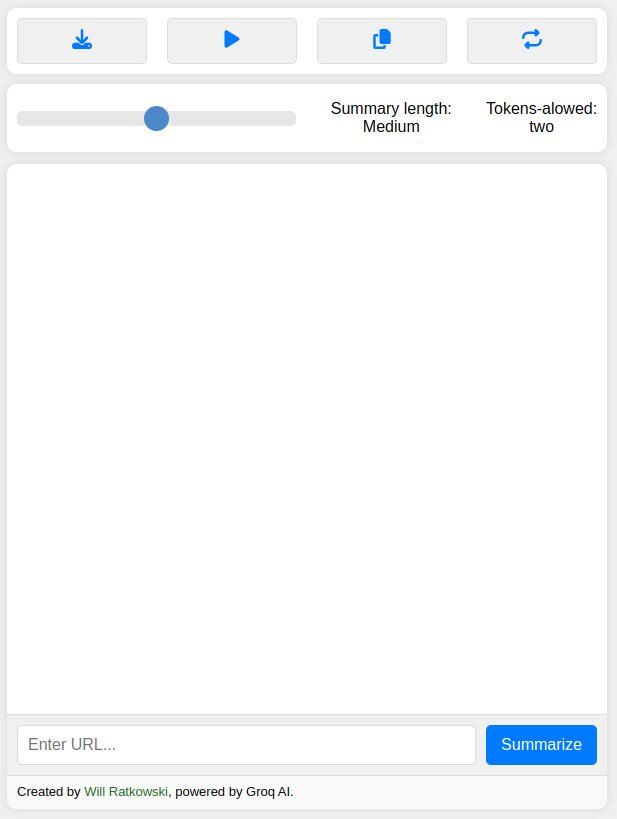 Summary length:
Medium
Tokens-alowed:
two
Enter URL...
Summarize
Created by Will Ratkowski, powered by Groq AI.